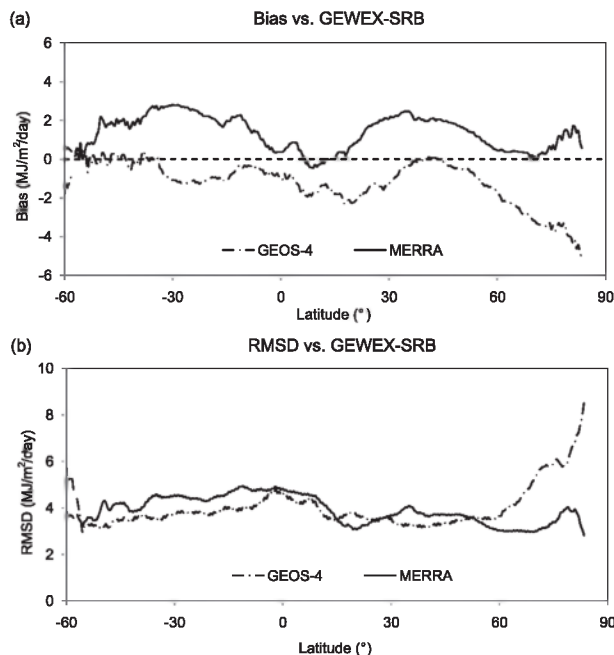 (a)
Bias vs. GEWEX-SRB
6
4
2
0
-2
-4
-6
Bias (MJ/m²/day)
GEOS-4 MERRA
-60 -30 0 30 60 90
Latitude (°)
(b)
RMSD vs. GEWEX-SRB
10
8
6
4
2
0
RMSD (MJ/m²/day)
GEOS-4 MERRA
-60 -30 0 30 60 90
Latitude (°)